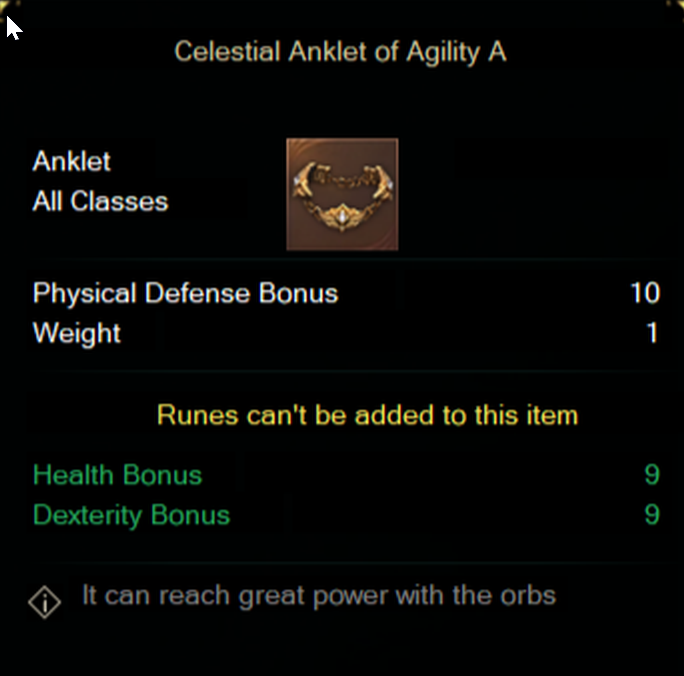 Celestial Anklet of Agility A
Anklet
All Classes
Physical Defense Bonus 10
Weight 1
Runes can't be added to this item
Health Bonus 9
Dexterity Bonus 9
It can reach great power with the orbs